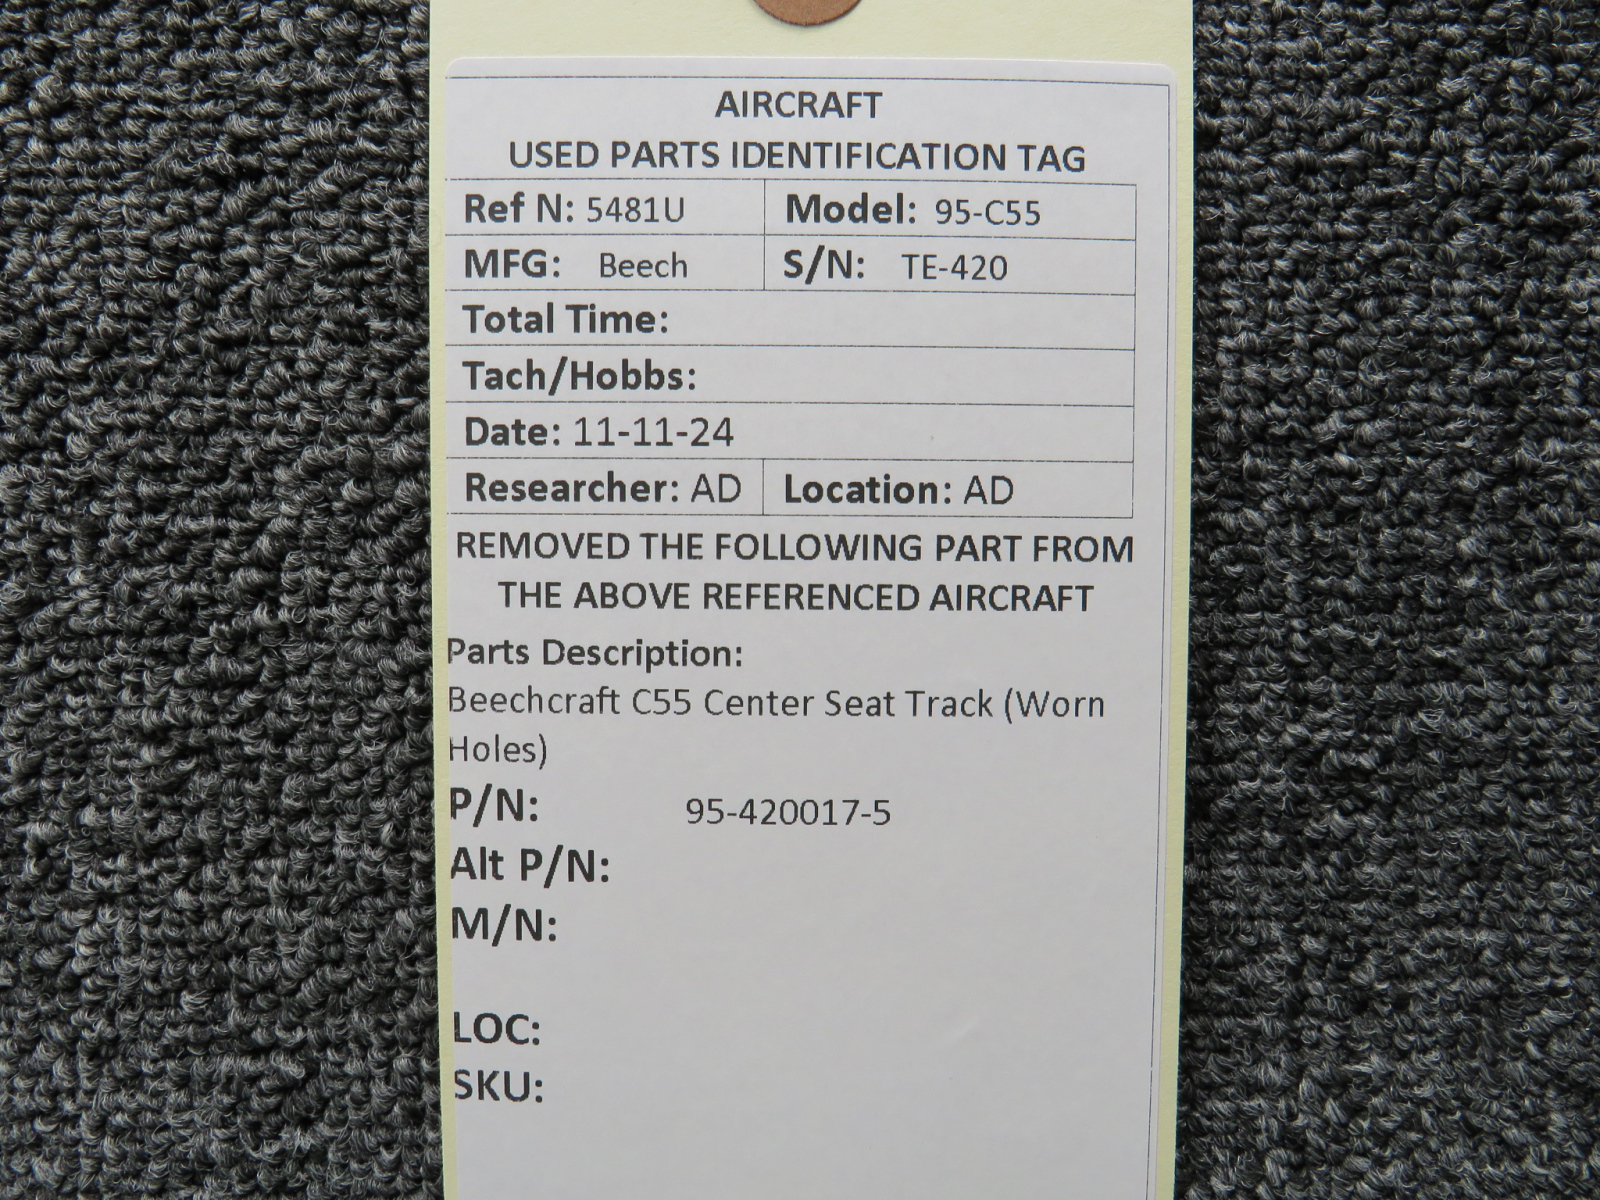 AIRCRAFT
USED PARTS IDENTIFICATION TAG
Ref N: 5481U Model: 95-C55
MFG: Beech S/N: TE-420
Total Time:
Tach/Hobbs:
Date: 11-11-24
Researcher: AD Location: AD
REMOVED THE FOLLOWING PART FROM
THE ABOVE REFERENCED AIRCRAFT
Parts Description:
Beechcraft C55 Center Seat Track (Worn
Holes)
P/N: 95-420017-5
Alt P/N:
M/N:
LOC:
SKU: